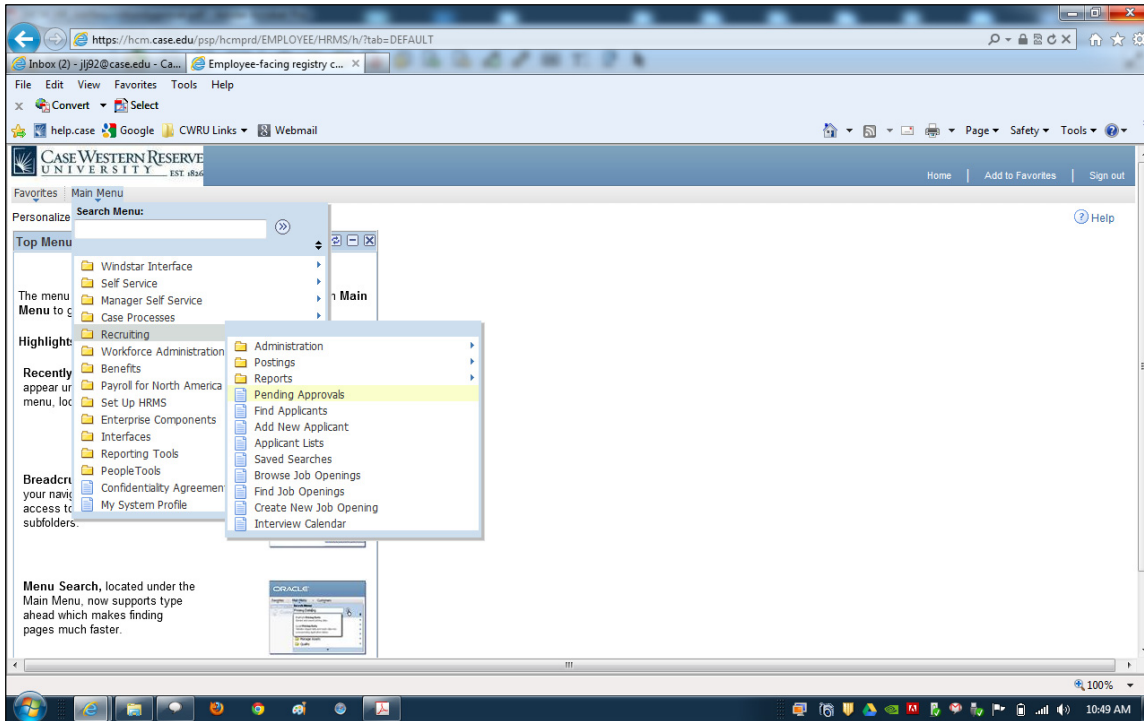 https://hcm.case.edu/psp/hcmprd/EMPLOYEE/HRMS/h/?tab=DEFAULT
Inbox (2) - jlj92@case.edu - Ca...
Employee-facing registry c...
File Edit View Favorites Tools Help
Convert Select
help.case Google CWRU Links Webmail
Page Safety Tools
CASE WESTERN RESERVE
UNIVERSITY EST. 1826
Home | Add to Favorites | Sign out
Favorites Main Menu
Personalize
Help
Search Menu:
Top Menu
Windstar Interface
Self Service
Manager Self Service
Case Processes
Recruiting
Workforce Administration
Benefits
Payroll for North America
Set Up HRMS
Enterprise Components
Interfaces
Reporting Tools
PeopleTools
Confidentiality Agreemen
My System Profile
Administration
Postings
Reports
Pending Approvals
Find Applicants
Add New Applicant
Applicant Lists
Saved Searches
Browse Job Openings
Find Job Openings
Create New Job Opening
Interview Calendar
The menu
Main
Menu to g
Highlight
Recently
appear un
menu, loc
Breadcru
your navig
access to
subfolders.
Menu Search, located under the
Main Menu, now supports type
ahead which makes finding
pages much faster.
ORACLE
100%
10:49 AM